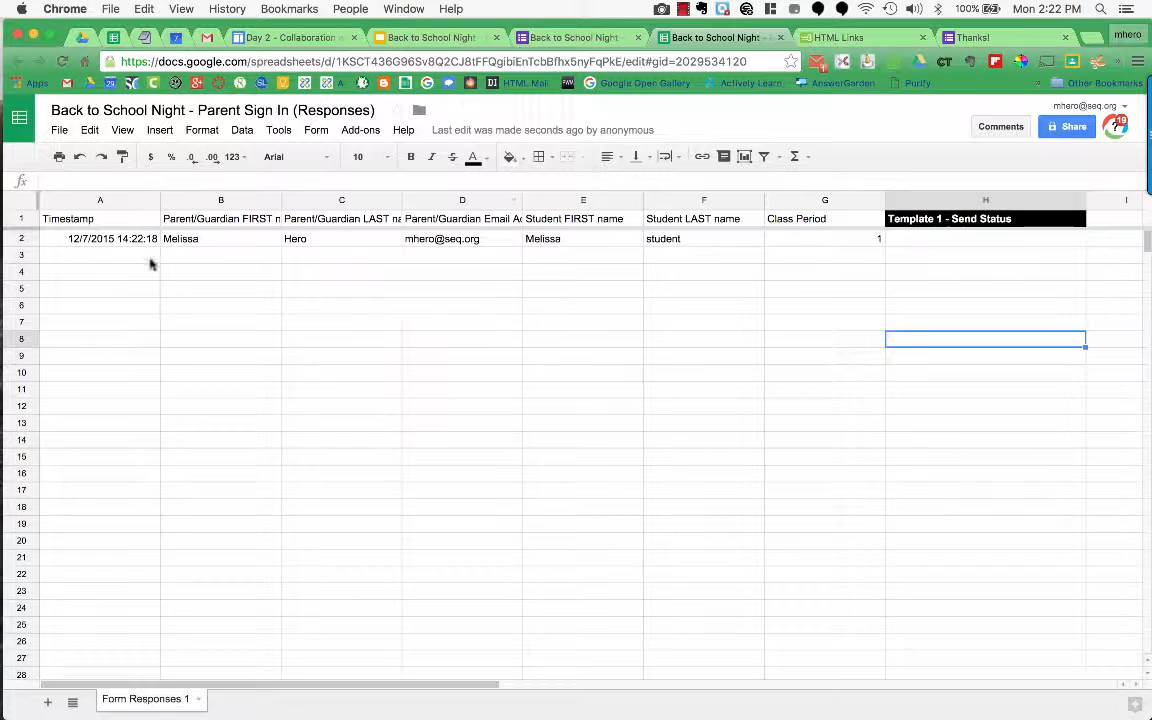 Chrome File Edit View History Bookmarks People Window Help 100% Mon 2:22 PM
Day 2 - Collaboration w Back to School Night - Back to School Night - Back to School Night - HTML Links Thanks! mhero
https://docs.google.com/spreadsheets/d/1KSCT436G96Sv8Q2CJ8tFFQgibiEnTcbBfhx5nyFqPkE/edit#gid=2029534120
Apps HTML Mail Google Open Gallery Actively-Learn AnswerGarden Purify Other Bookmarks
Back to School Night - Parent Sign In (Responses)
mhero@seq.org
File Edit View Insert Format Data Tools Form Add-ons Help Last edit was made seconds ago by anonymous
Comments Share 19
$ % .0 .00 123 Arial 10 B I S A Σ
fx
A B C D E F G H I
1 Timestamp Parent/Guardian FIRST n Parent/Guardian LAST na Parent/Guardian Email Ad Student FIRST name Student LAST name Class Period Template 1 - Send Status
2 12/7/2015 14:22:18 Melissa Hero mhero@seq.org Melissa student 1
3
4
5
6
7
8
9
10
11
12
13
14
15
16
17
18
19
20
21
22
23
24
25
26
27
28
Form Responses 1